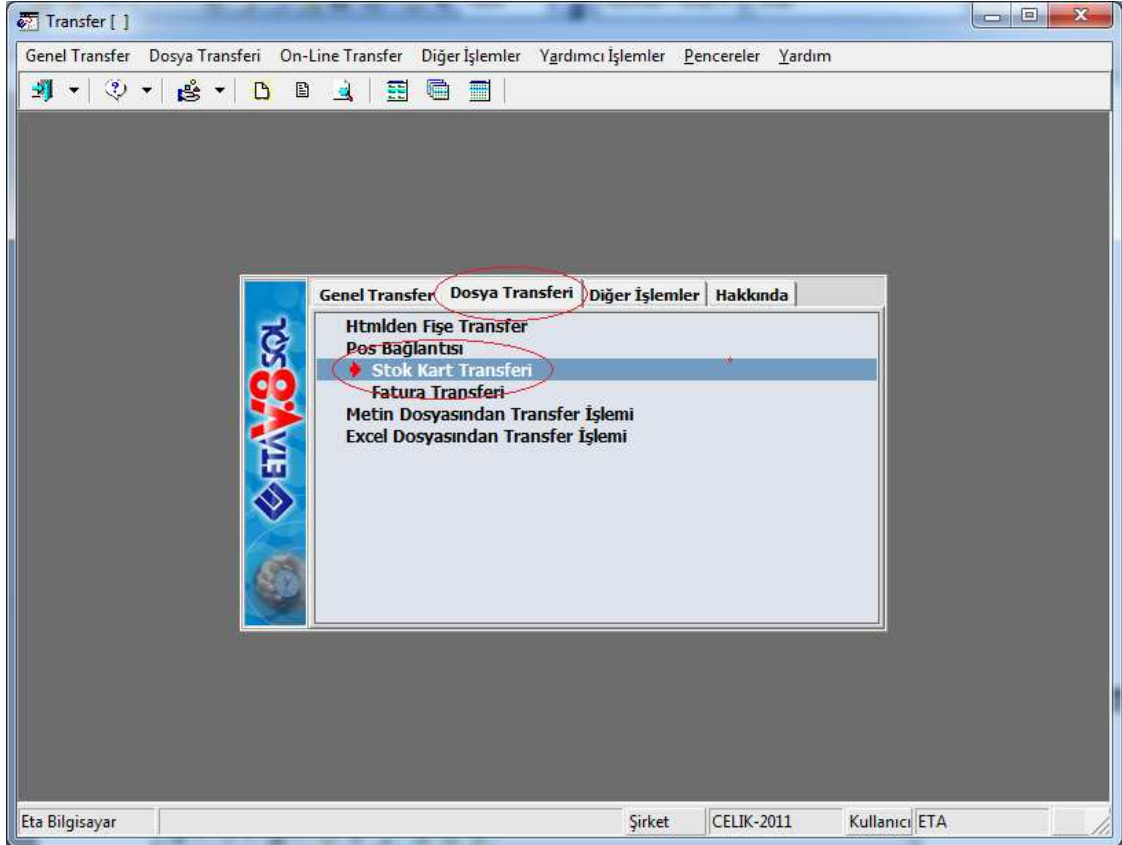 Transfer [ ]
Genel Transfer Dosya Transferi On-Line Transfer Diğer İşlemler Yardımcı İşlemler Pencereler Yardım
Genel Transfer Dosya Transferi Diğer İşlemler Hakkında
Htmlden Fişe Transfer
Pos Bağlantısı
Stok Kart Transferi
Fatura Transferi
Metin Dosyasından Transfer İşlemi
Excel Dosyasından Transfer İşlemi
ETA V.8 SQL
Eta Bilgisayar Şirket CELIK-2011 Kullanıcı ETA